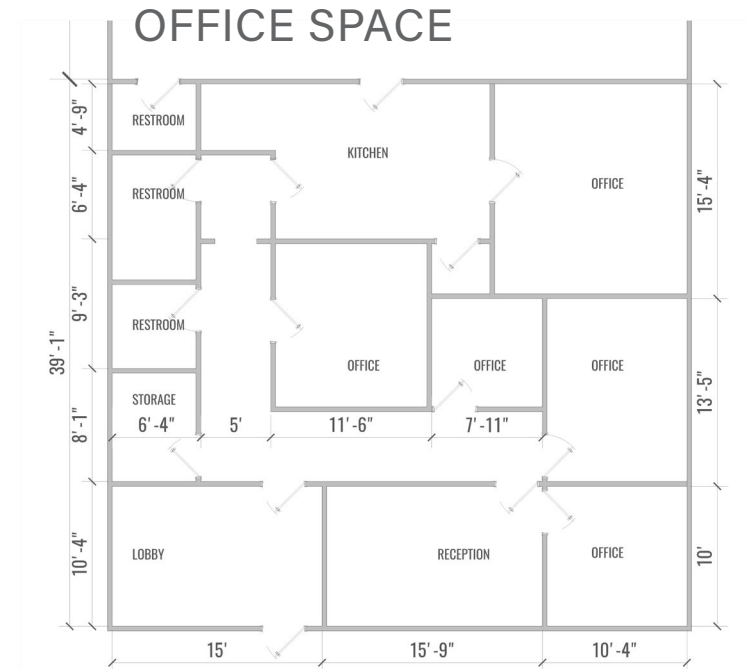 OFFICE SPACE
4'-9"
RESTROOM
KITCHEN
6'-4"
RESTROOM
OFFICE
15'-4"
9'-3"
RESTROOM
39'-1"
OFFICE
OFFICE
OFFICE
13'-5"
8'-1"
STORAGE
6'-4" 5' 11'-6" 7'-11"
10'-4"
LOBBY
RECEPTION
OFFICE
10'
15' 15'-9" 10'-4"